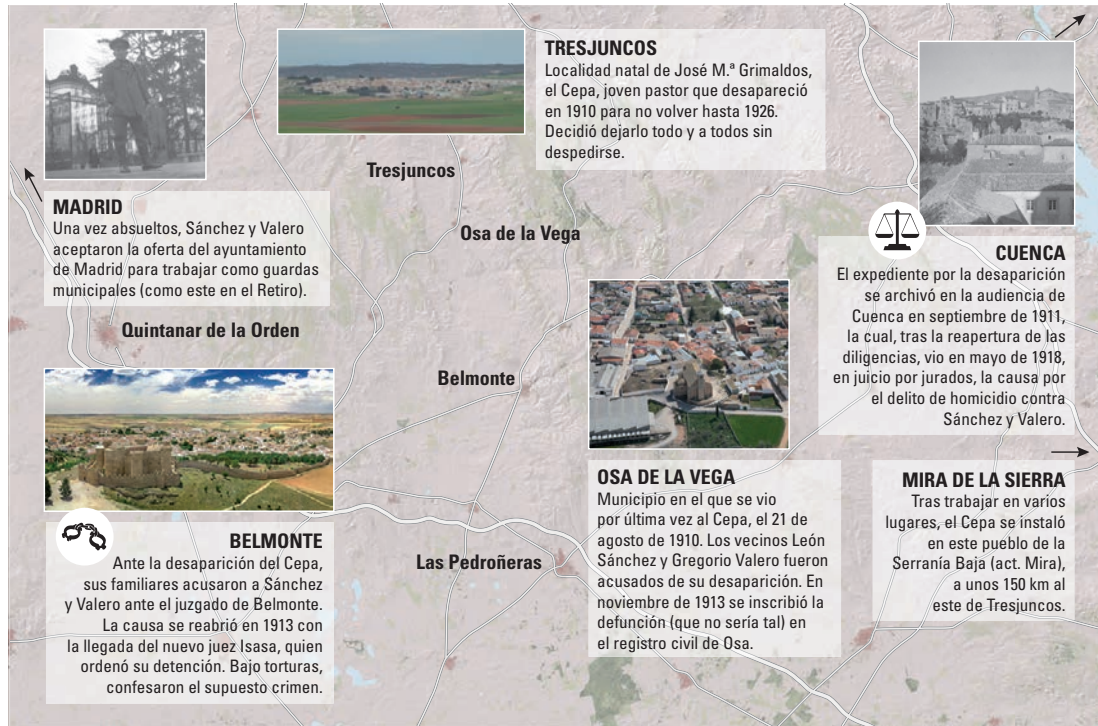 TRESJUNCOS
Localidad natal de José M.ª Grimaldos,
el Cepa, joven pastor que desapareció
en 1910 para no volver hasta 1926.
Decidió dejarlo todo y a todos sin
despedirse.
Tresjuncos
MADRID
Una vez absueltos, Sánchez y Valero
aceptaron la oferta del ayuntamiento
de Madrid para trabajar como guardas
municipales (como este en el Retiro).
Osa de la Vega
CUENCA
El expediente por la desaparición
se archivó en la audiencia de
Cuenca en septiembre de 1911,
la cual, tras la reapertura de las
diligencias, vio en mayo de 1918,
en juicio por jurados, la causa por
el delito de homicidio contra
Sánchez y Valero.
Quintanar de la Orden
Belmonte
OSA DE LA VEGA
Municipio en el que se vio
por última vez al Cepa, el 21 de
agosto de 1910. Los vecinos León
Sánchez y Gregorio Valero fueron
acusados de su desaparición. En
noviembre de 1913 se inscribió la
defunción (que no sería tal) en
el registro civil de Osa.
MIRA DE LA SIERRA
Tras trabajar en varios
lugares, el Cepa se instaló
en este pueblo de la
Serranía Baja (act. Mira),
a unos 150 km al
este de Tresjuncos.
BELMONTE
Ante la desaparición del Cepa,
sus familiares acusaron a Sánchez
y Valero ante el juzgado de Belmonte.
La causa se reabrió en 1913 con
la llegada del nuevo juez Isasa, quien
ordenó su detención. Bajo torturas,
confesaron el supuesto crimen.
Las Pedroñeras